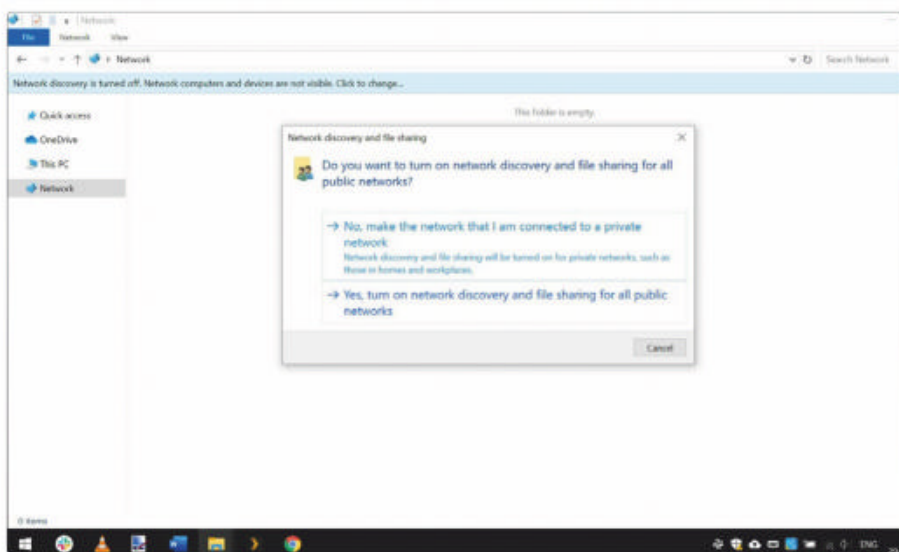 Network
File Network View
Network
Search Network
Network discovery is turned off. Network computers and devices are not visible. Click to change...
Quick access
This folder is empty.
OneDrive
This PC
Network
Network discovery and file sharing
Do you want to turn on network discovery and file sharing for all
public networks?
No, make the network that I am connected to a private
network
Network discovery and file sharing will be turned on for private networks, such as
those in homes and workplaces.
Yes, turn on network discovery and file sharing for all public
networks
Cancel
0 items
ENG